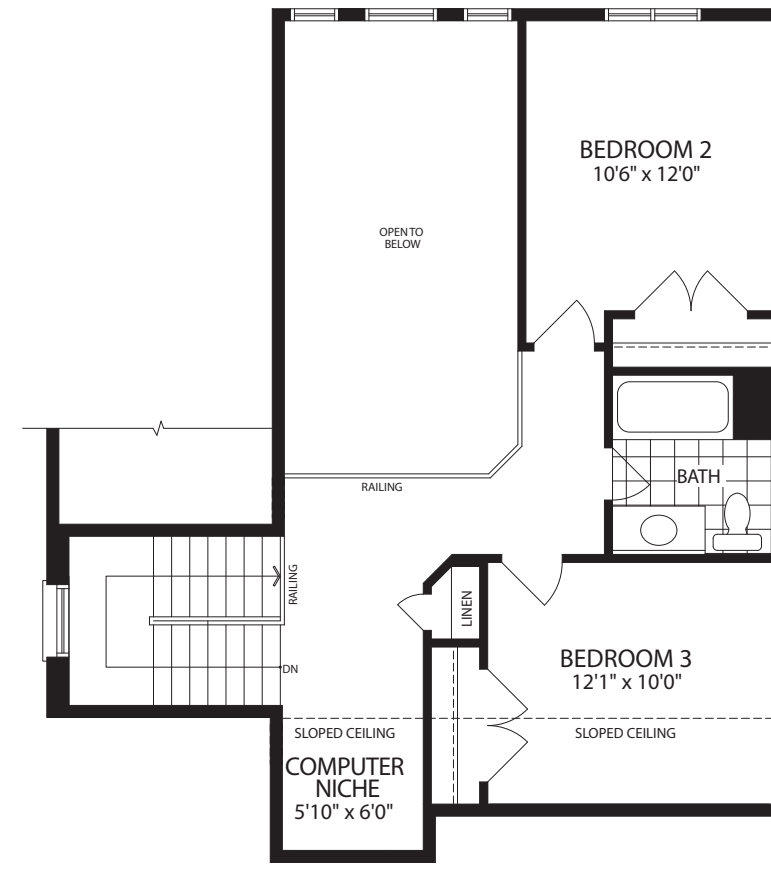 BEDROOM 2
10'6" x 12'0"
OPEN TO
BELOW
RAILING
BATH
RAILING
LINEN
DN
BEDROOM 3
12'1" x 10'0"
SLOPED CEILING
SLOPED CEILING
COMPUTER
NICHE
5'10" x 6'0"